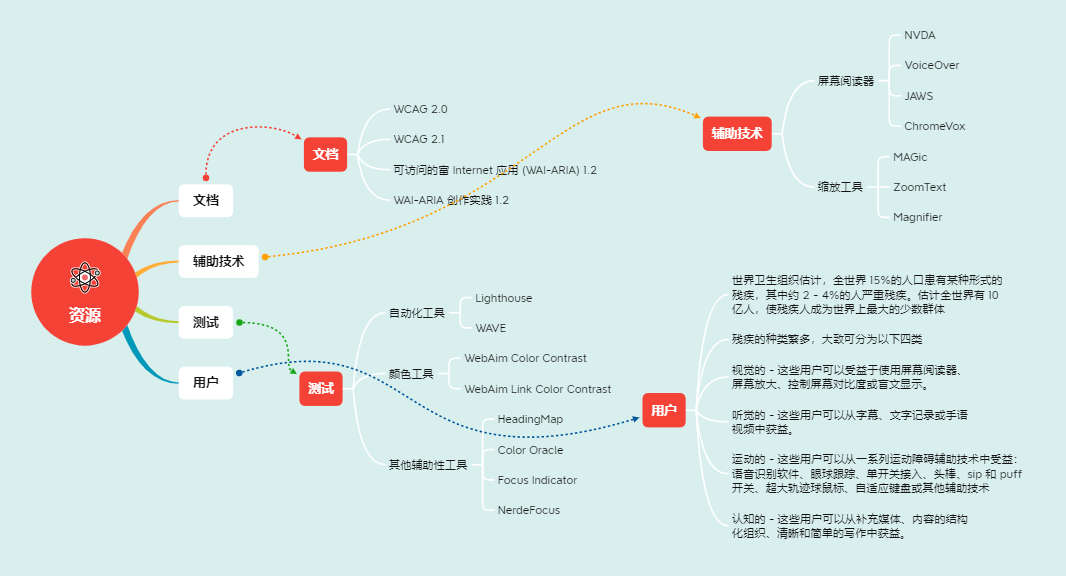 资源
文档
辅助技术
测试
用户
文档
WCAG 2.0
WCAG 2.1
可访问的富 Internet 应用 (WAI-ARIA) 1.2
WAI-ARIA 创作实践 1.2
辅助技术
屏幕阅读器
NVDA
VoiceOver
JAWS
ChromeVox
缩放工具
MAGic
ZoomText
Magnifier
测试
自动化工具
Lighthouse
WAVE
颜色工具
WebAim Color Contrast
WebAim Link Color Contrast
其他辅助性工具
HeadingMap
Color Oracle
Focus Indicator
NerdeFocus
用户
世界卫生组织估计，全世界 15%的人口患有某种形式的
残疾，其中约 2 - 4%的人严重残疾。估计全世界有 10
亿人，使残疾人成为世界上最大的少数群体
残疾的种类繁多，大致可分为以下四类
视觉的 - 这些用户可以受益于使用屏幕阅读器、
屏幕放大、控制屏幕对比度或盲文显示。
听觉的 - 这些用户可以从字幕、文字记录或手语
视频中获益。
运动的 - 这些用户可以从一系列运动障碍辅助技术中受益：
语音识别软件、眼球跟踪、单开关接入、头棒、sip 和 puff
开关、超大轨迹球鼠标、自适应键盘或其他辅助技术
认知的 - 这些用户可以从补充媒体、内容的结构
化组织、清晰和简单的写作中获益。